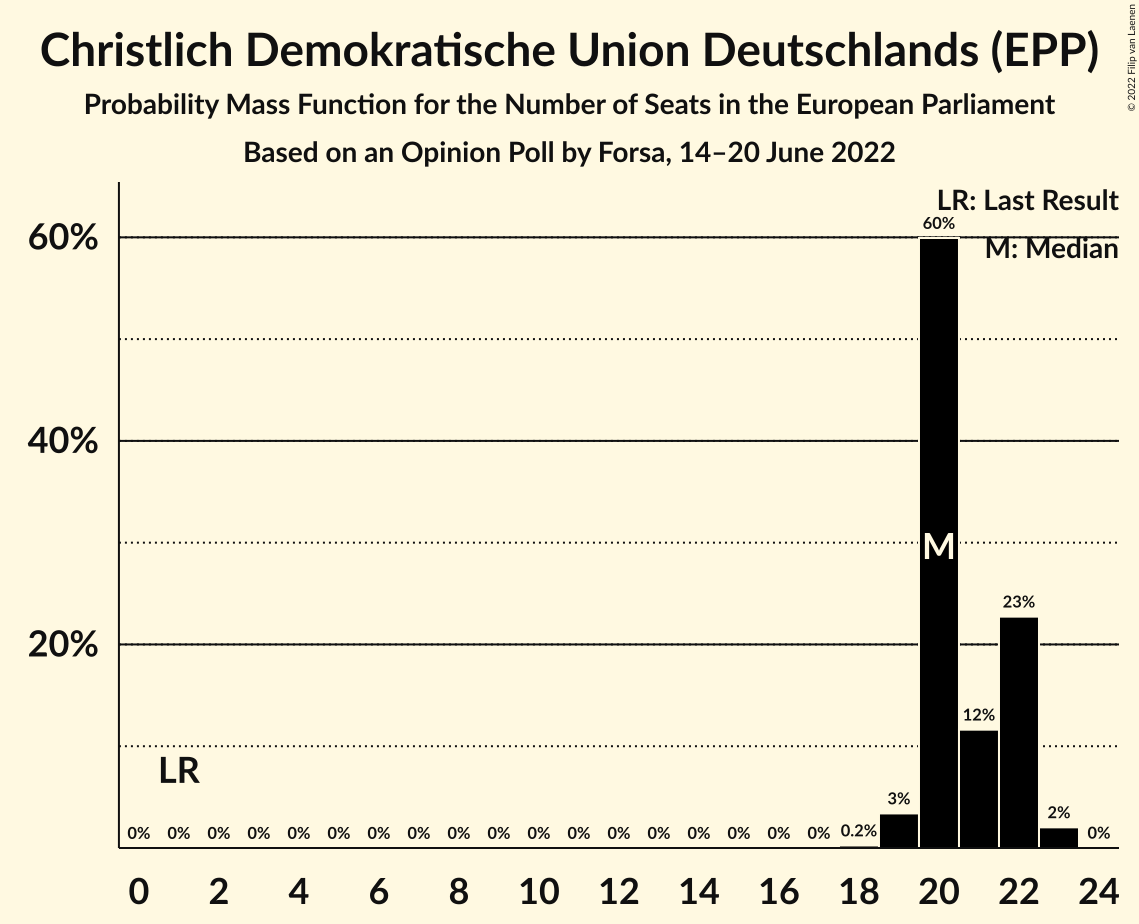 Christlich Demokratische Union Deutschlands (EPP)
Probability Mass Function for the Number of Seats in the European Parliament
Based on an Opinion Poll by Forsa, 14–20 June 2022
© 2022 Filip van Laenen
LR: Last Result
M: Median
60%
40%
20%
LR
M
0% 0% 0% 0% 0% 0% 0% 0% 0% 0% 0% 0% 0% 0% 0% 0% 0% 0% 0.2% 3% 60% 12% 23% 2% 0%
0 2 4 6 8 10 12 14 16 18 20 22 24